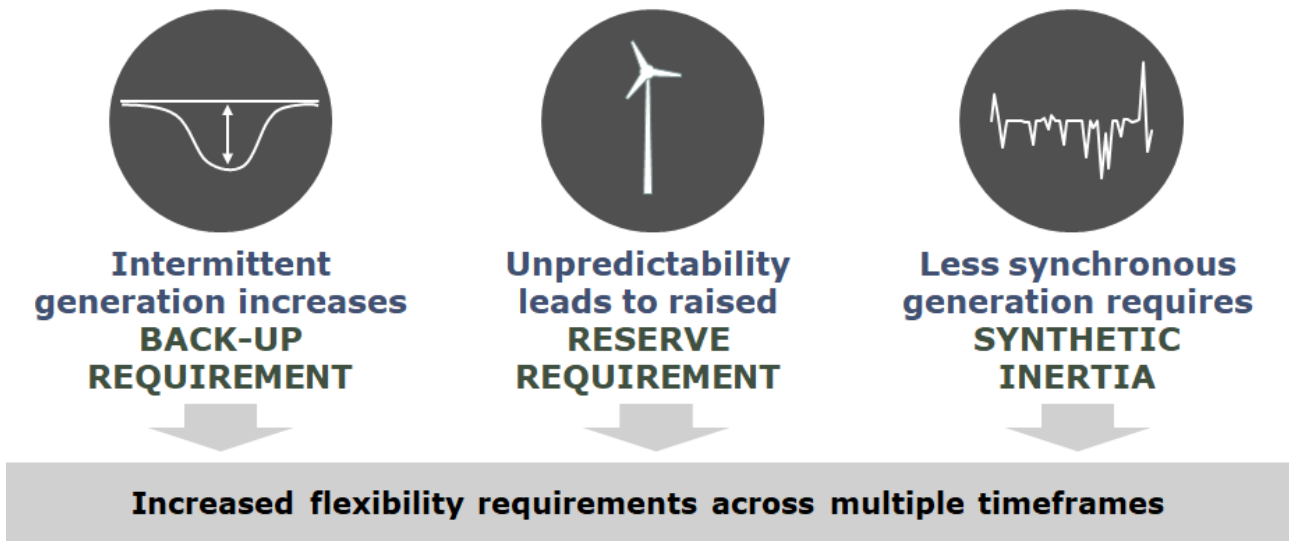 Intermittent
generation increases
BACK-UP
REQUIREMENT
Unpredictability
leads to raised
RESERVE
REQUIREMENT
Less synchronous
generation requires
SYNTHETIC
INERTIA
Increased flexibility requirements across multiple timeframes